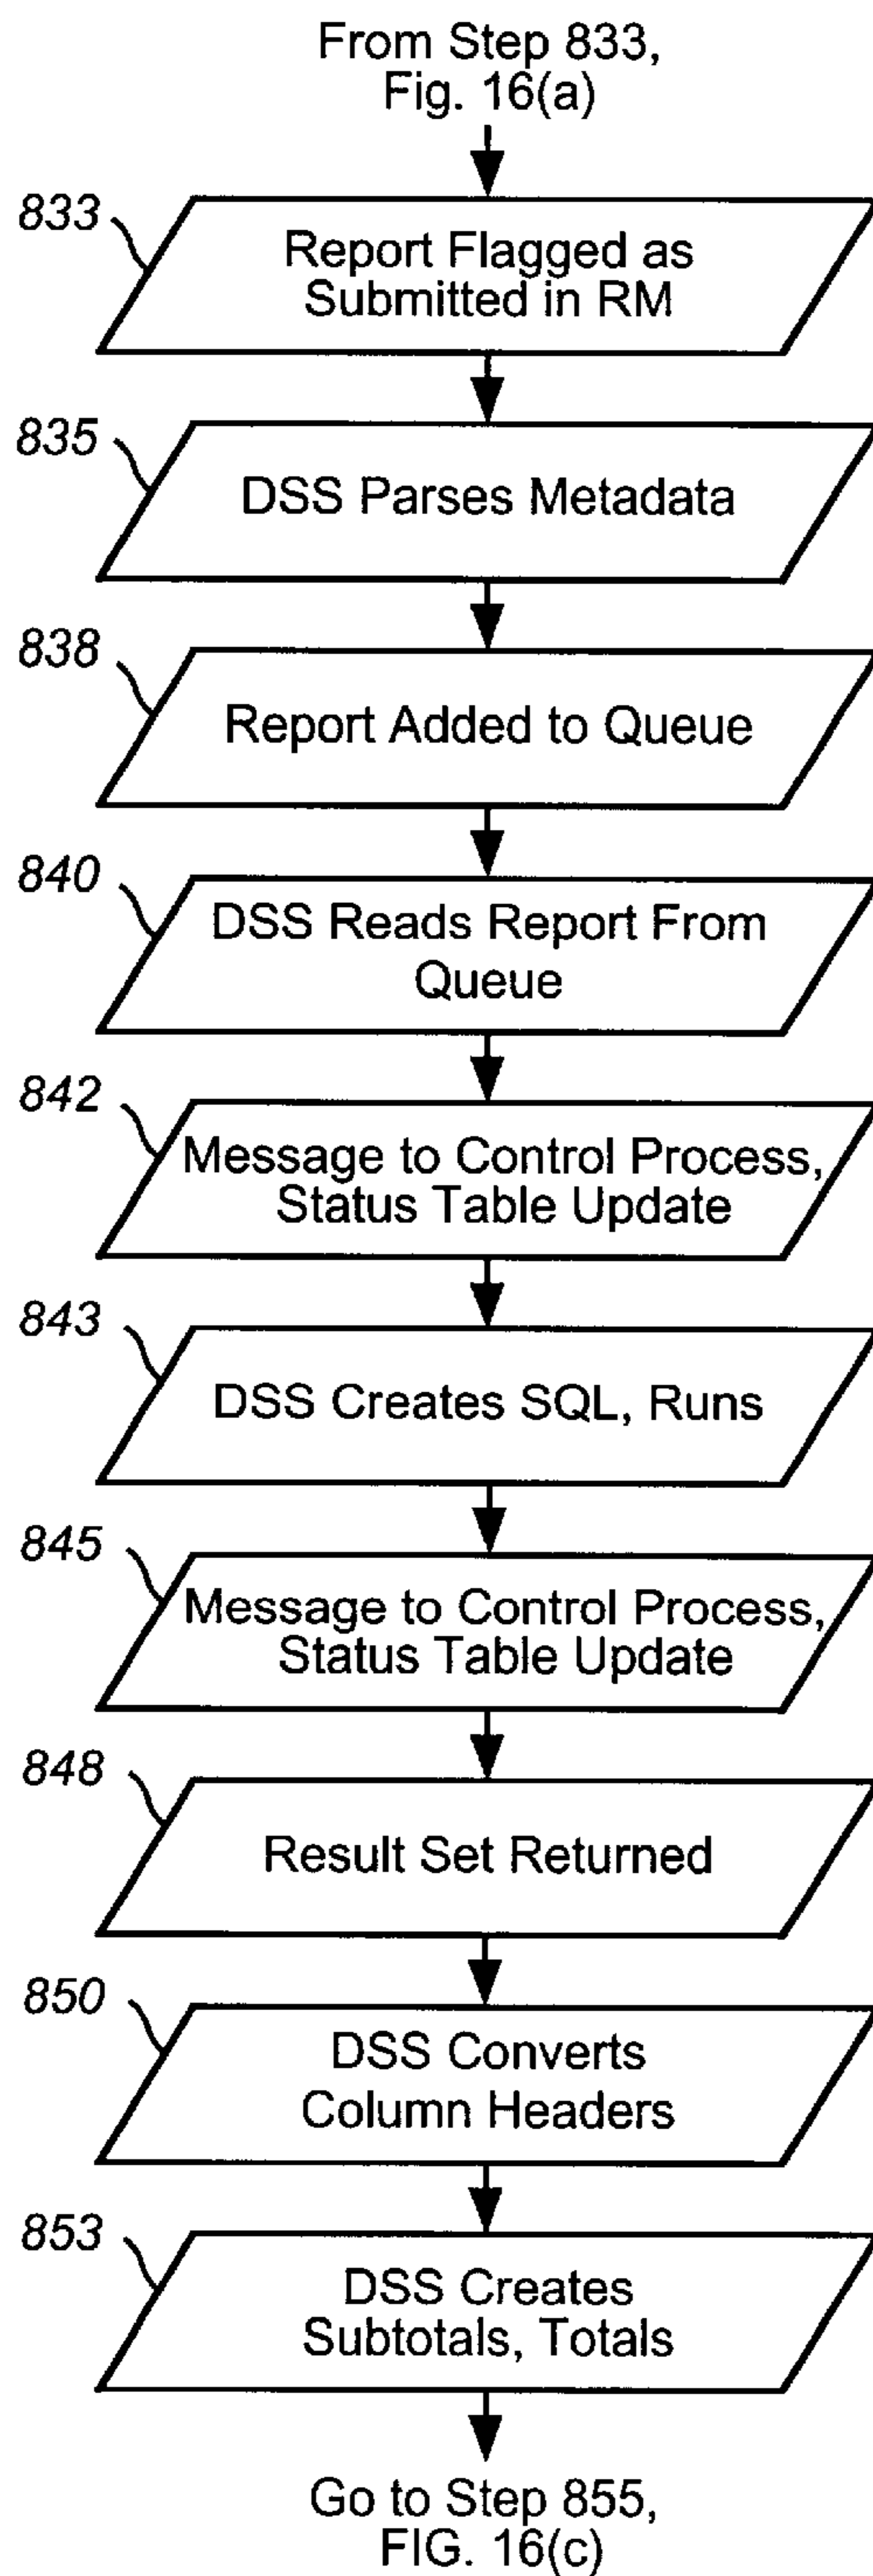 From Step 833,
Fig. 16(a)
833
Report Flagged as
Submitted in RM
835
DSS Parses Metadata
838
Report Added to Queue
840
DSS Reads Report From
Queue
842
Message to Control Process,
Status Table Update
843
DSS Creates SQL, Runs
845
Message to Control Process,
Status Table Update
848
Result Set Returned
850
DSS Converts
Column Headers
853
DSS Creates
Subtotals, Totals
Go to Step 855,
FIG. 16(c)